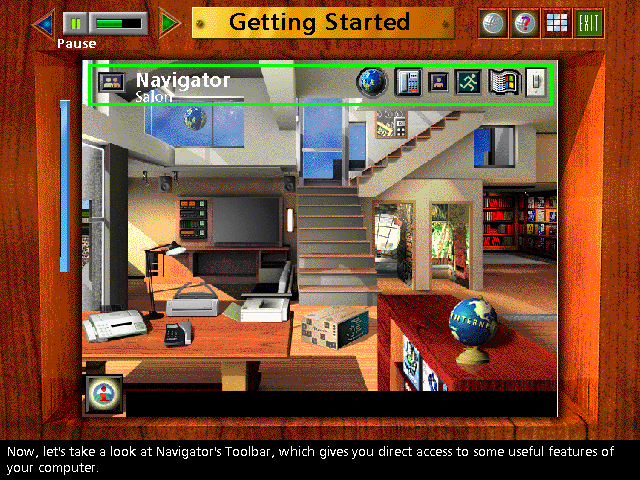 Getting Started
EXIT
Pause
Navigator
Salon
INTERNET
Now, let's take a look at Navigator's Toolbar, which gives you direct access to some useful features of
your computer.